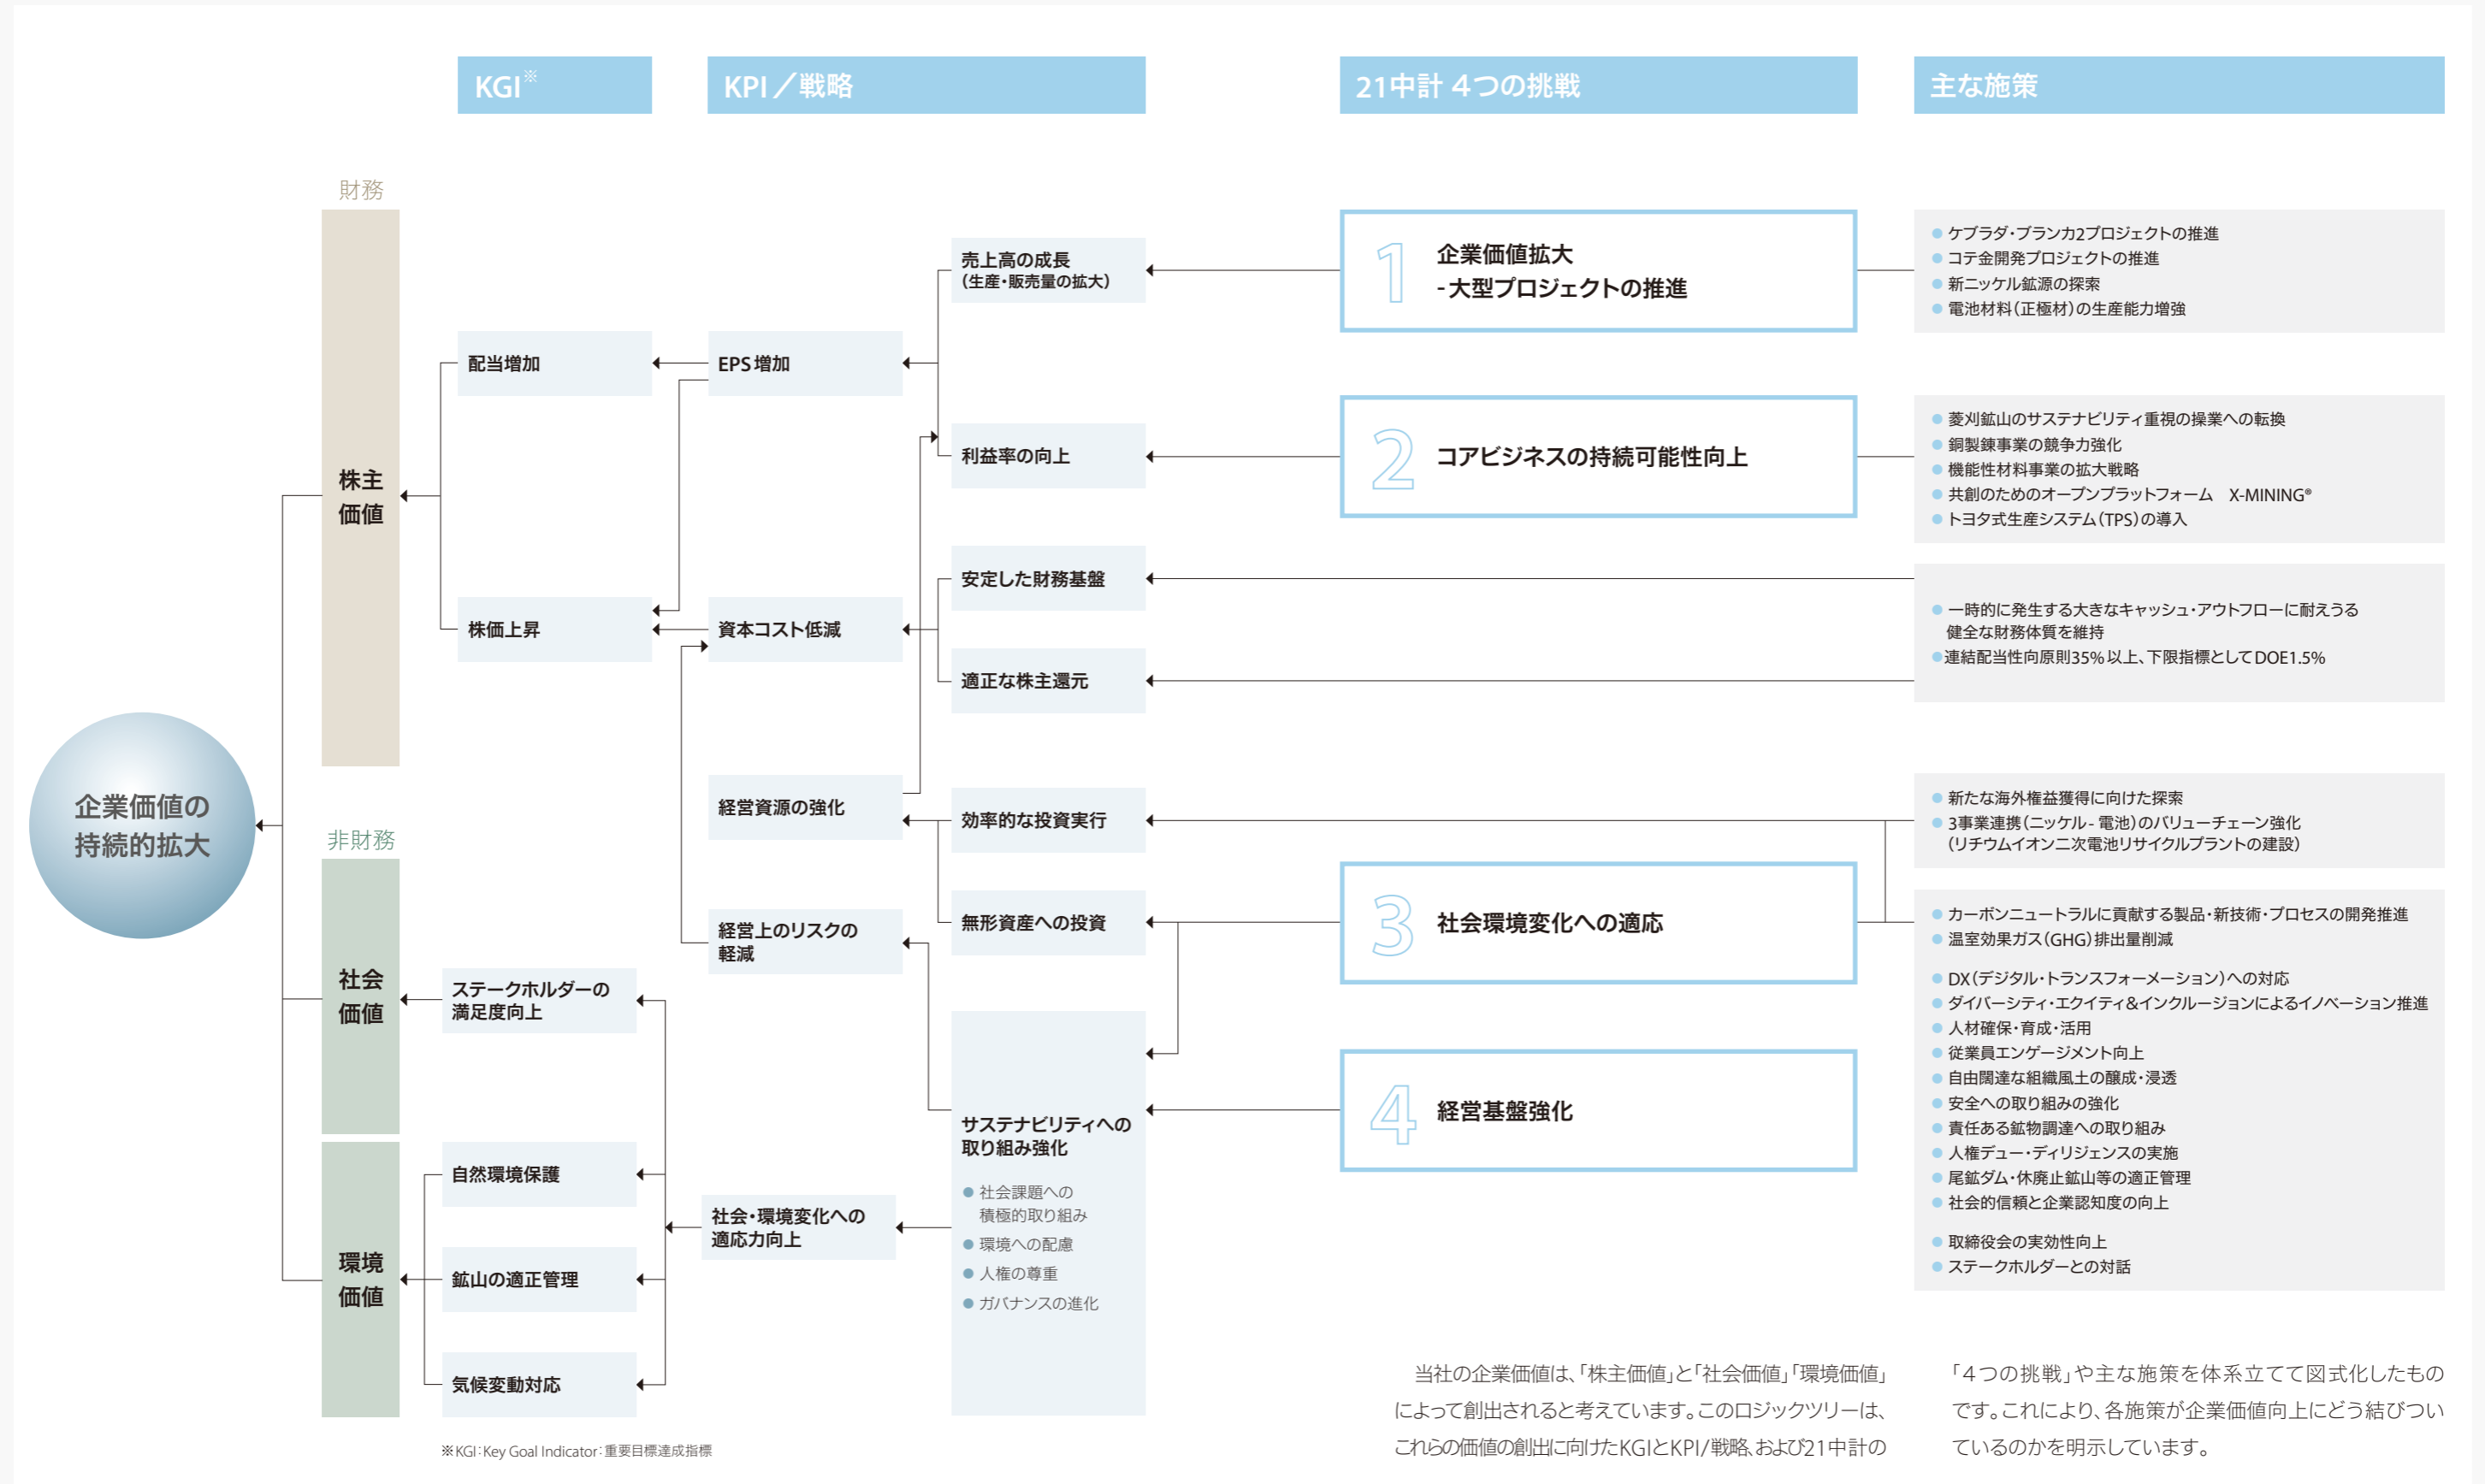 KGI※
KPI／戦略
21中計 4つの挑戦
主な施策
財務
株主
価値
配当増加
株価上昇
EPS増加
資本コスト低減
経営資源の強化
経営上のリスクの
軽減
売上高の成長
（生産・販売量の拡大）
利益率の向上
安定した財務基盤
適正な株主還元
効率的な投資実行
無形資産への投資
1
企業価値拡大
-大型プロジェクトの推進
2
コアビジネスの持続可能性向上
3
社会環境変化への適応
4
経営基盤強化
● ケブラダ・ブランカ2プロジェクトの推進
● コテ金開発プロジェクトの推進
● 新ニッケル鉱源の探索
● 電池材料（正極材）の生産能力増強
● 菱刈鉱山のサステナビリティ重視の操業への転換
● 銅製錬事業の競争力強化
● 機能性材料事業の拡大戦略
● 共創のためのオープンプラットフォーム　X-MINING®
● トヨタ式生産システム（TPS）の導入
● 一時的に発生する大きなキャッシュ・アウトフローに耐えうる
健全な財務体質を維持
● 連結配当性向原則35%以上、下限指標としてDOE1.5%
● 新たな海外権益獲得に向けた探索
● 3事業連携（ニッケル-電池）のバリューチェーン強化
（リチウムイオン二次電池リサイクルプラントの建設）
● カーボンニュートラルに貢献する製品・新技術・プロセスの開発推進
● 温室効果ガス（GHG）排出量削減
● DX（デジタル・トランスフォーメーション）への対応
● ダイバーシティ・エクイティ&インクルージョンによるイノベーション推進
● 人材確保・育成・活用
● 従業員エンゲージメント向上
● 自由闊達な組織風土の醸成・浸透
● 安全への取り組みの強化
● 責任ある鉱物調達への取り組み
● 人権デュー・ディリジェンスの実施
● 尾鉱ダム・休廃止鉱山等の適正管理
● 社会的信頼と企業認知度の向上
● 取締役会の実効性向上
● ステークホルダーとの対話
企業価値の
持続的拡大
非財務
社会
価値
環境
価値
ステークホルダーの
満足度向上
自然環境保護
鉱山の適正管理
気候変動対応
社会・環境変化への
適応力向上
サステナビリティへの
取り組み強化
● 社会課題への
積極的取り組み
● 環境への配慮
● 人権の尊重
● ガバナンスの進化
※KGI：Key Goal Indicator：重要目標達成指標
当社の企業価値は、「株主価値」と「社会価値」「環境価値」
によって創出されると考えています。このロジックツリーは、
これらの価値の創出に向けたKGIとKPI/戦略、および21中計の
「4つの挑戦」や主な施策を体系立てて図式化したもの
です。これにより、各施策が企業価値向上にどう結びつい
ているのかを明示しています。